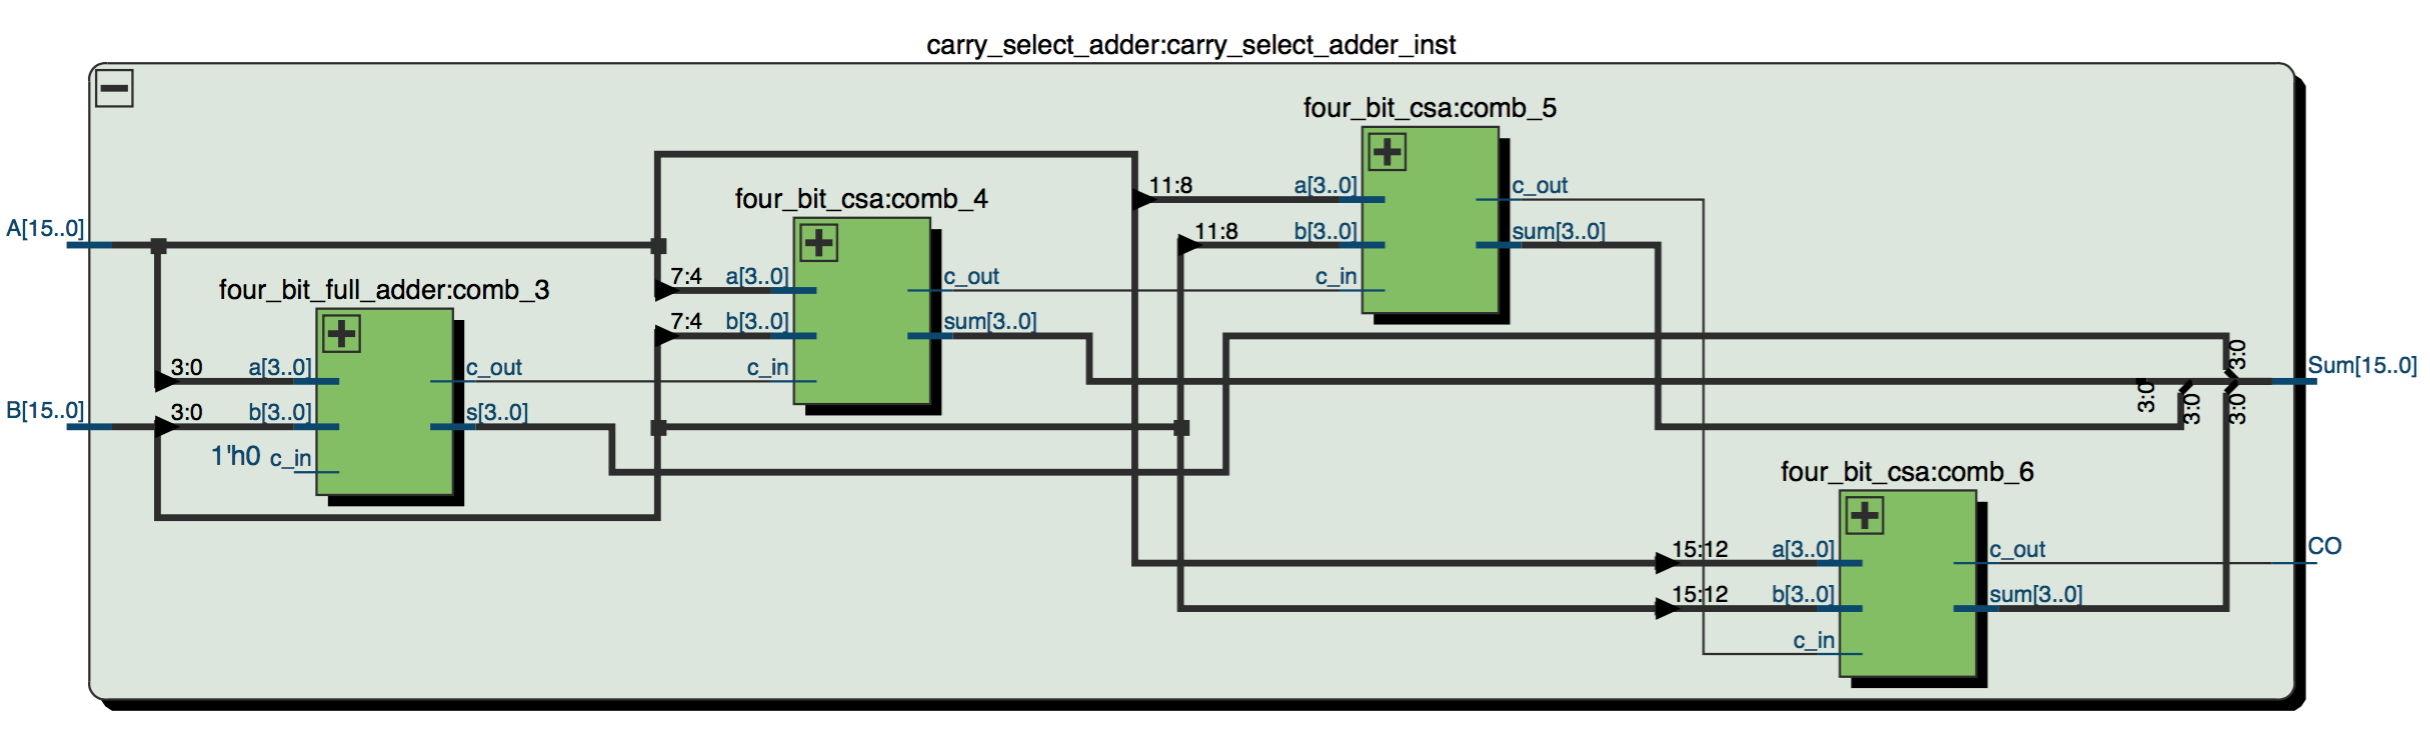 carry_select_adder:carry_select_adder_inst
four_bit_csa:comb_5
11:8 a[3..0] c_out
11:8 b[3..0] sum[3..0]
c_in
four_bit_csa:comb_4
7:4 a[3..0] c_out
7:4 b[3..0] sum[3..0]
c_in
A[15..0]
four_bit_full_adder:comb_3
3:0 a[3..0] c_out
B[15..0] 3:0 b[3..0] s[3..0]
1'h0 c_in
3:0
3:0
3:0
3:0
Sum[15..0]
four_bit_csa:comb_6
15:12 a[3..0] c_out
CO
15:12 b[3..0] sum[3..0]
c_in